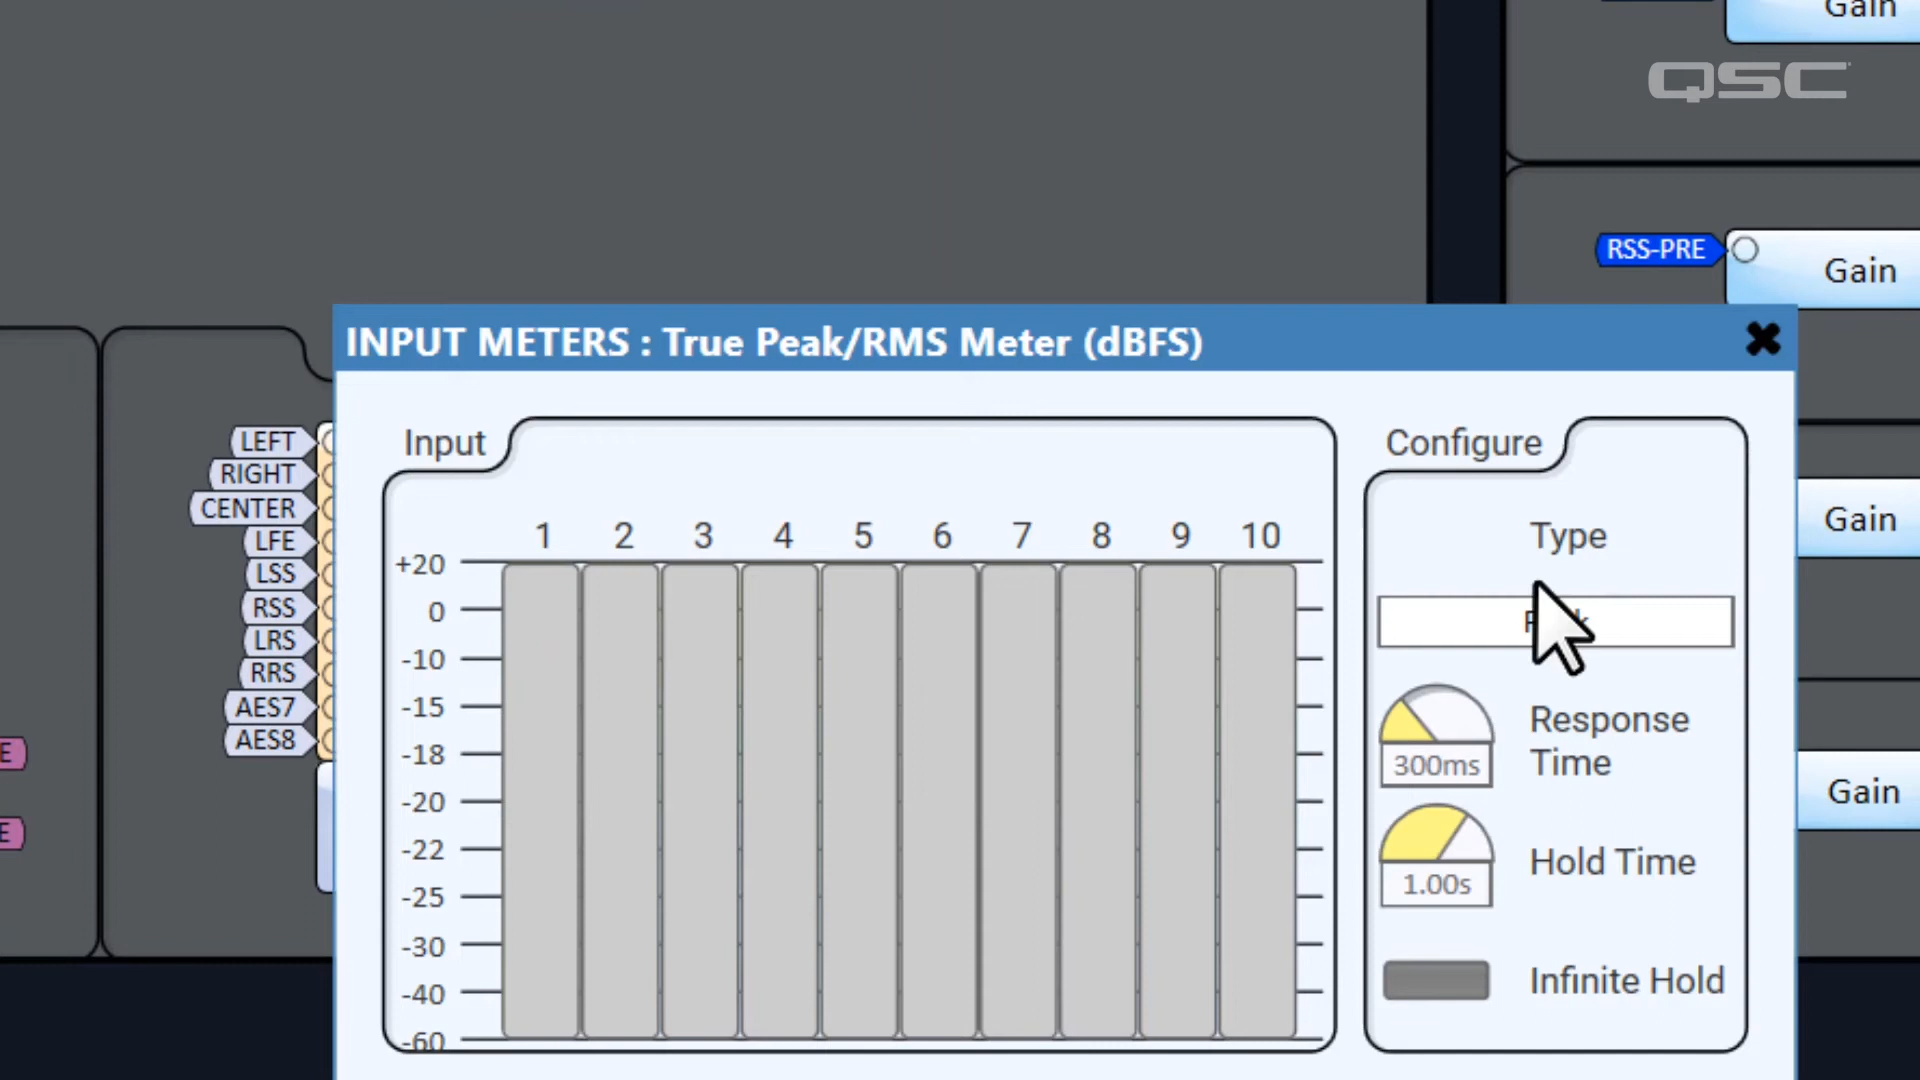 Gain
QSC
RSS-PRE
Gain
INPUT METERS : True Peak/RMS Meter (dBFS)
Input
Configure
LEFT
RIGHT
CENTER
LFE
LSS
RSS
LRS
RRS
AES7
AES8
1 2 3 4 5 6 7 8 9 10
+20
0
-10
-15
-18
-20
-22
-25
-30
-40
-60
Type
Response
Time
300ms
Hold Time
1.00s
Infinite Hold
Gain
Gain
E
E